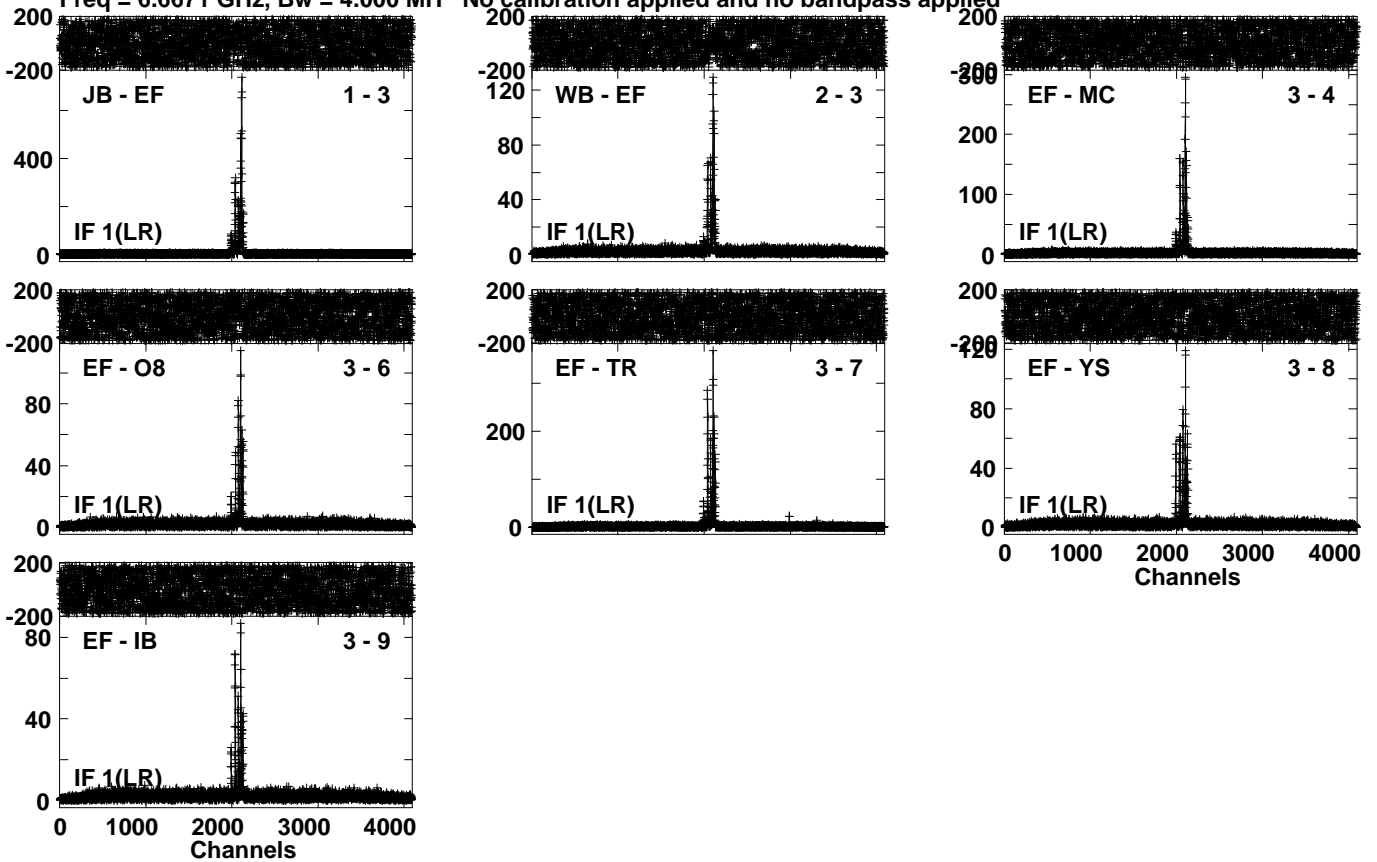 Freq = 6.6671 GHz, Bw = 4.000 MH No calibration applied and no bandpass applied
200
-200
JB - EF 1 - 3
400
IF 1(LR)
0
200
-200
120
WB - EF 2 - 3
80
40
IF 1(LR)
0
200
-200
300
EF - MC 3 - 4
200
100
IF 1(LR)
0
200
-200
EF - O8 3 - 6
80
40
IF 1(LR)
0
200
-200
EF - TR 3 - 7
200
IF 1(LR)
0
200
-200
120
EF - YS 3 - 8
80
40
IF 1(LR)
0
0 1000 2000 3000 4000
Channels
200
-200
80
EF - IB 3 - 9
40
IF 1(LR)
0
0 1000 2000 3000 4000
Channels